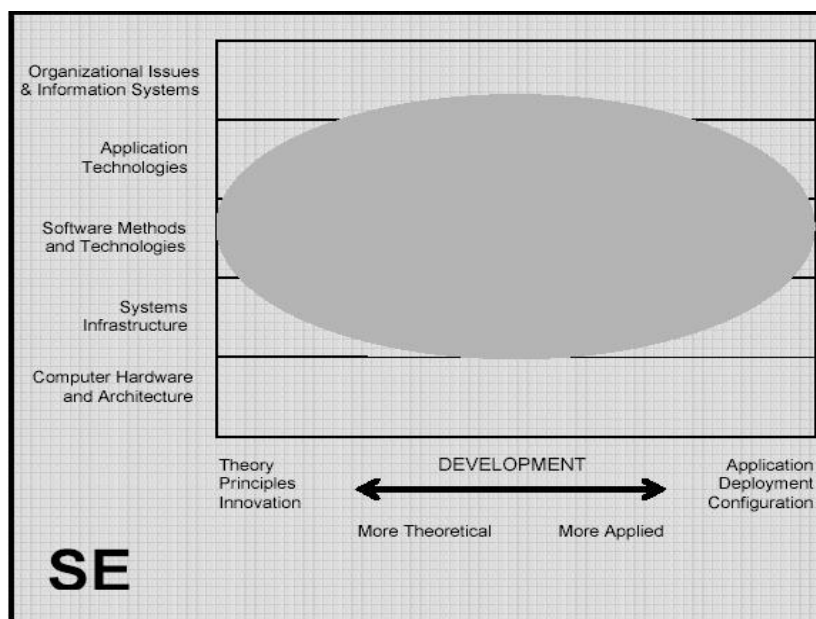 Organizational Issues
& Information Systems
Application
Technologies
Software Methods
and Technologies
Systems
Infrastructure
Computer Hardware
and Architecture
Theory
Principles
Innovation
DEVELOPMENT
Application
Deployment
Configuration
More Theoretical
More Applied
SE